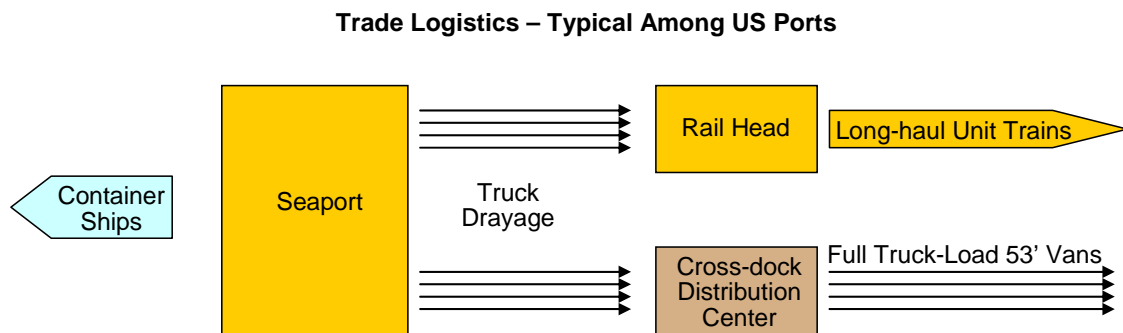 Trade Logistics – Typical Among US Ports
Container
Ships
Seaport
Truck
Drayage
Rail Head
Long-haul Unit Trains
Cross-dock
Distribution
Center
Full Truck-Load 53’ Vans